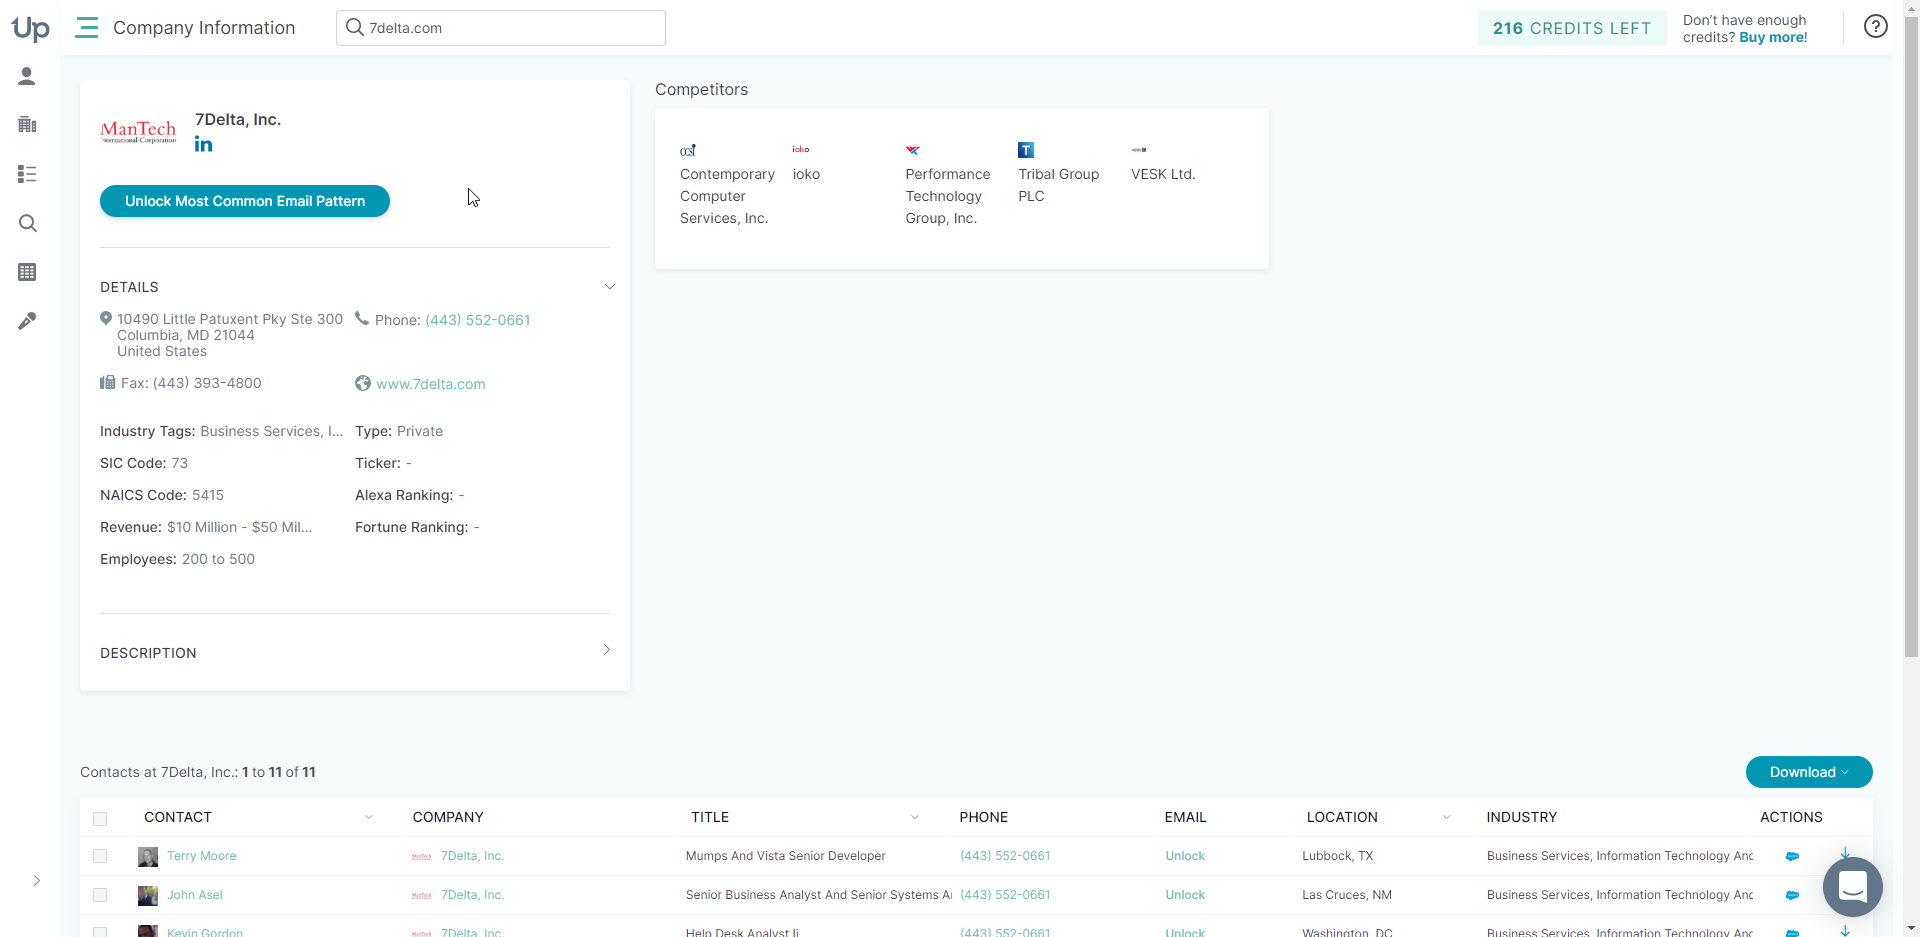 Up
Company Information
7delta.com
216 CREDITS LEFT
Don't have enough
credits? Buy more!
ManTech
International Corporation
7Delta, Inc.
in
Unlock Most Common Email Pattern
DETAILS
10490 Little Patuxent Pky Ste 300
Columbia, MD 21044
United States
Phone: (443) 552-0661
Fax: (443) 393-4800
www.7delta.com
Industry Tags: Business Services, I...
Type: Private
SIC Code: 73
Ticker: -
NAICS Code: 5415
Alexa Ranking: -
Revenue: $10 Million - $50 Mil...
Fortune Ranking: -
Employees: 200 to 500
DESCRIPTION
Competitors
ccsi
Contemporary
Computer
Services, Inc.
ioko
ioko
Performance
Technology
Group, Inc.
T
Tribal Group
PLC
VESK Ltd.
Contacts at 7Delta, Inc.: 1 to 11 of 11
Download
CONTACT COMPANY TITLE PHONE EMAIL LOCATION INDUSTRY ACTIONS
Terry Moore ManTech 7Delta, Inc. Mumps And Vista Senior Developer (443) 552-0661 Unlock Lubbock, TX Business Services, Information Technology Anc
John Asel ManTech 7Delta, Inc. Senior Business Analyst And Senior Systems A (443) 552-0661 Unlock Las Cruces, NM Business Services, Information Technology Anc
Kevin Gordon ManTech 7Delta, Inc. Help Desk Analyst Ii (443) 552-0661 Unlock Washington, DC Business Services, Information Technology Anc